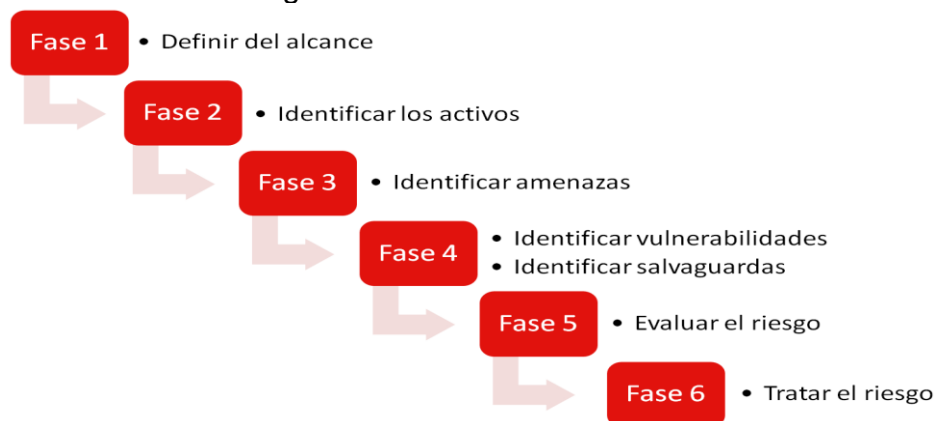 Fase 1 • Definir del alcance
Fase 2 • Identificar los activos
Fase 3 • Identificar amenazas
Fase 4 • Identificar vulnerabilidades
• Identificar salvaguardas
Fase 5 • Evaluar el riesgo
Fase 6 • Tratar el riesgo